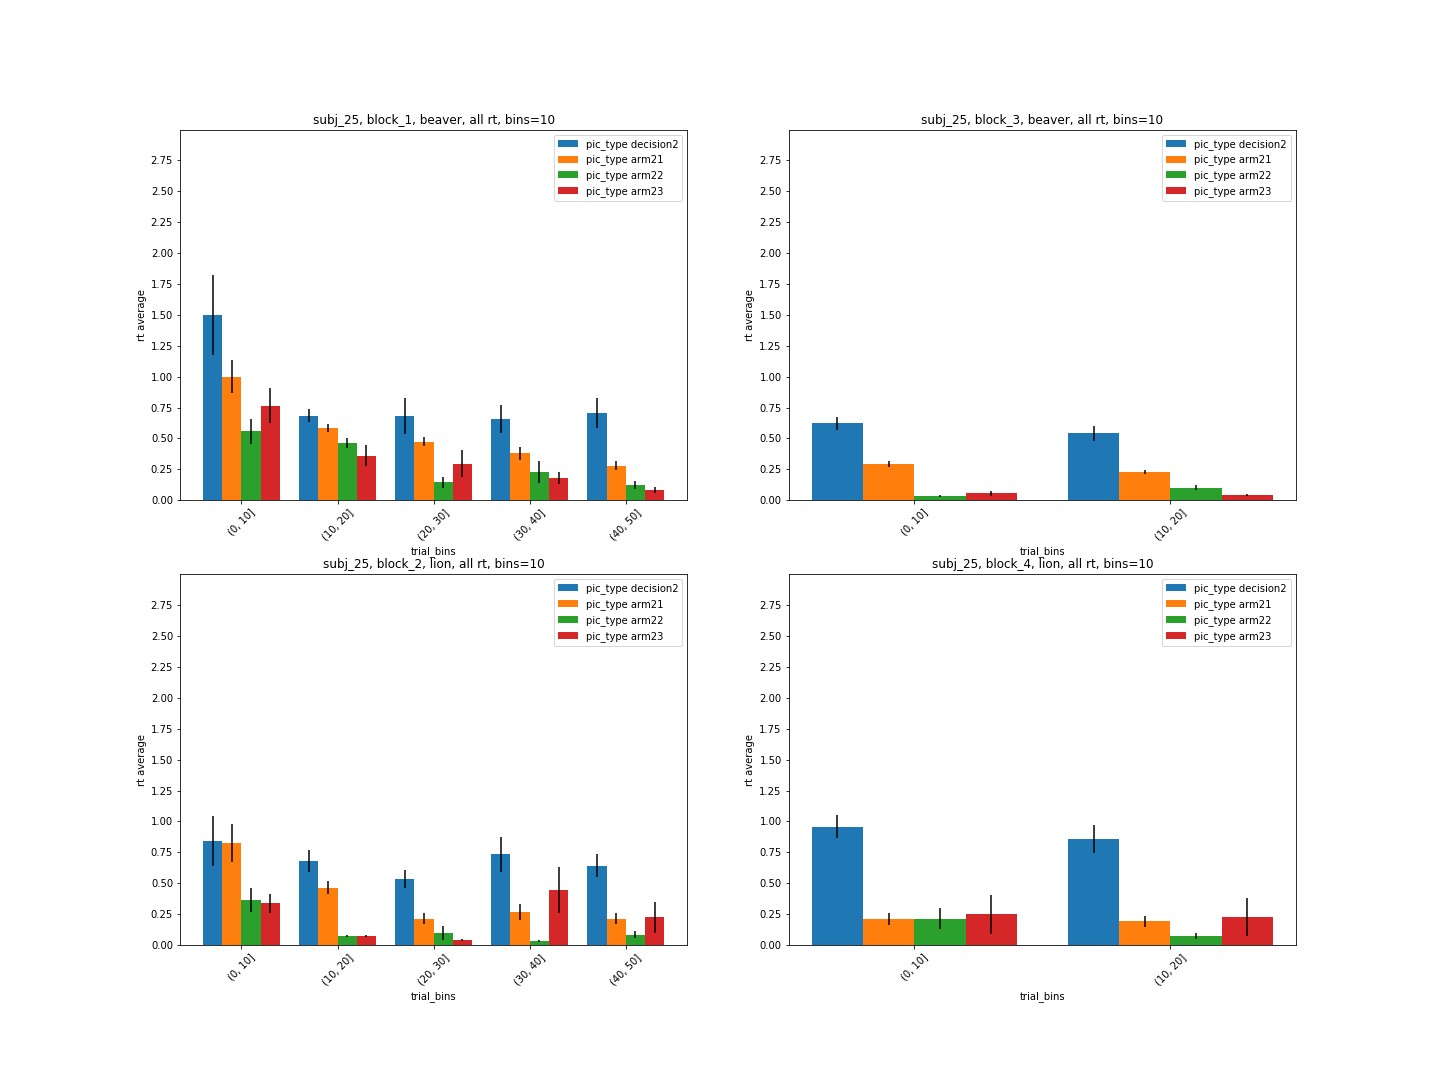 subj_25, block_1, beaver, all rt, bins=10
pic_type decision2
pic_type arm21
pic_type arm22
pic_type arm23
2.75
2.50
2.25
2.00
1.75
1.50
1.25
1.00
0.75
0.50
0.25
0.00
rt average
(0, 10]
(10, 20]
(20, 30]
(30, 40]
(40, 50]
trial_bins
subj_25, block_3, beaver, all rt, bins=10
pic_type decision2
pic_type arm21
pic_type arm22
pic_type arm23
2.75
2.50
2.25
2.00
1.75
1.50
1.25
1.00
0.75
0.50
0.25
0.00
rt average
(0, 10]
(10, 20]
trial_bins
subj_25, block_2, lion, all rt, bins=10
pic_type decision2
pic_type arm21
pic_type arm22
pic_type arm23
2.75
2.50
2.25
2.00
1.75
1.50
1.25
1.00
0.75
0.50
0.25
0.00
rt average
(0, 10]
(10, 20]
(20, 30]
(30, 40]
(40, 50]
trial_bins
subj_25, block_4, lion, all rt, bins=10
pic_type decision2
pic_type arm21
pic_type arm22
pic_type arm23
2.75
2.50
2.25
2.00
1.75
1.50
1.25
1.00
0.75
0.50
0.25
0.00
rt average
(0, 10]
(10, 20]
trial_bins